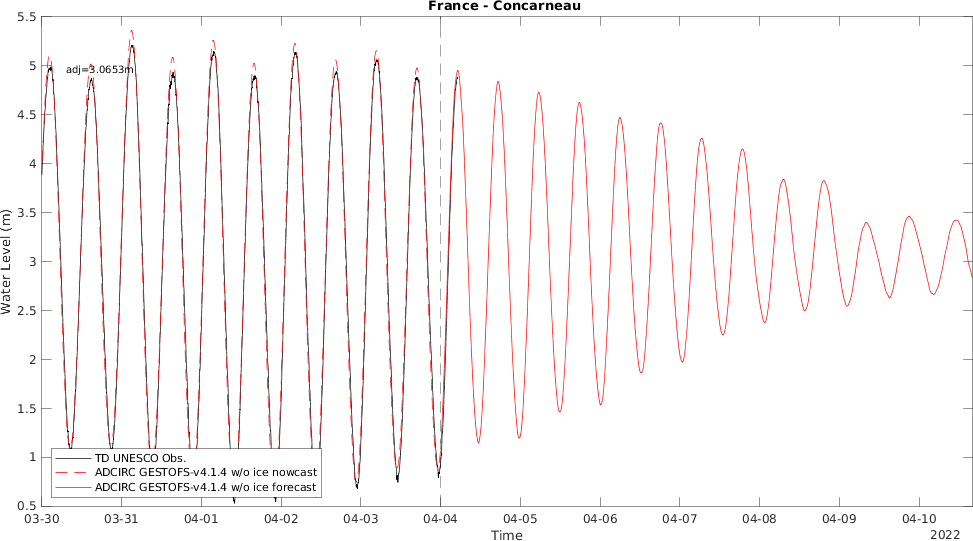 France - Concarneau
Water Level (m)
5.5
5
4.5
4
3.5
3
2.5
2
1.5
1
0.5
adj=3.0653m
TD UNESCO Obs.
ADCIRC GESTOFS-v4.1.4 w/o ice nowcast
ADCIRC GESTOFS-v4.1.4 w/o ice forecast
03-30 03-31 04-01 04-02 04-03 04-04 04-05 04-06 04-07 04-08 04-09 04-10
Time
2022